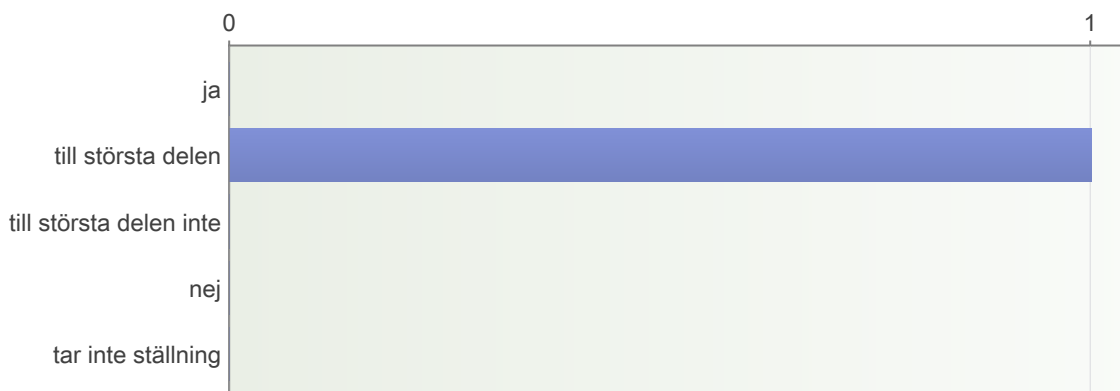 0 1
ja
till största delen
till största delen inte
nej
tar inte ställning